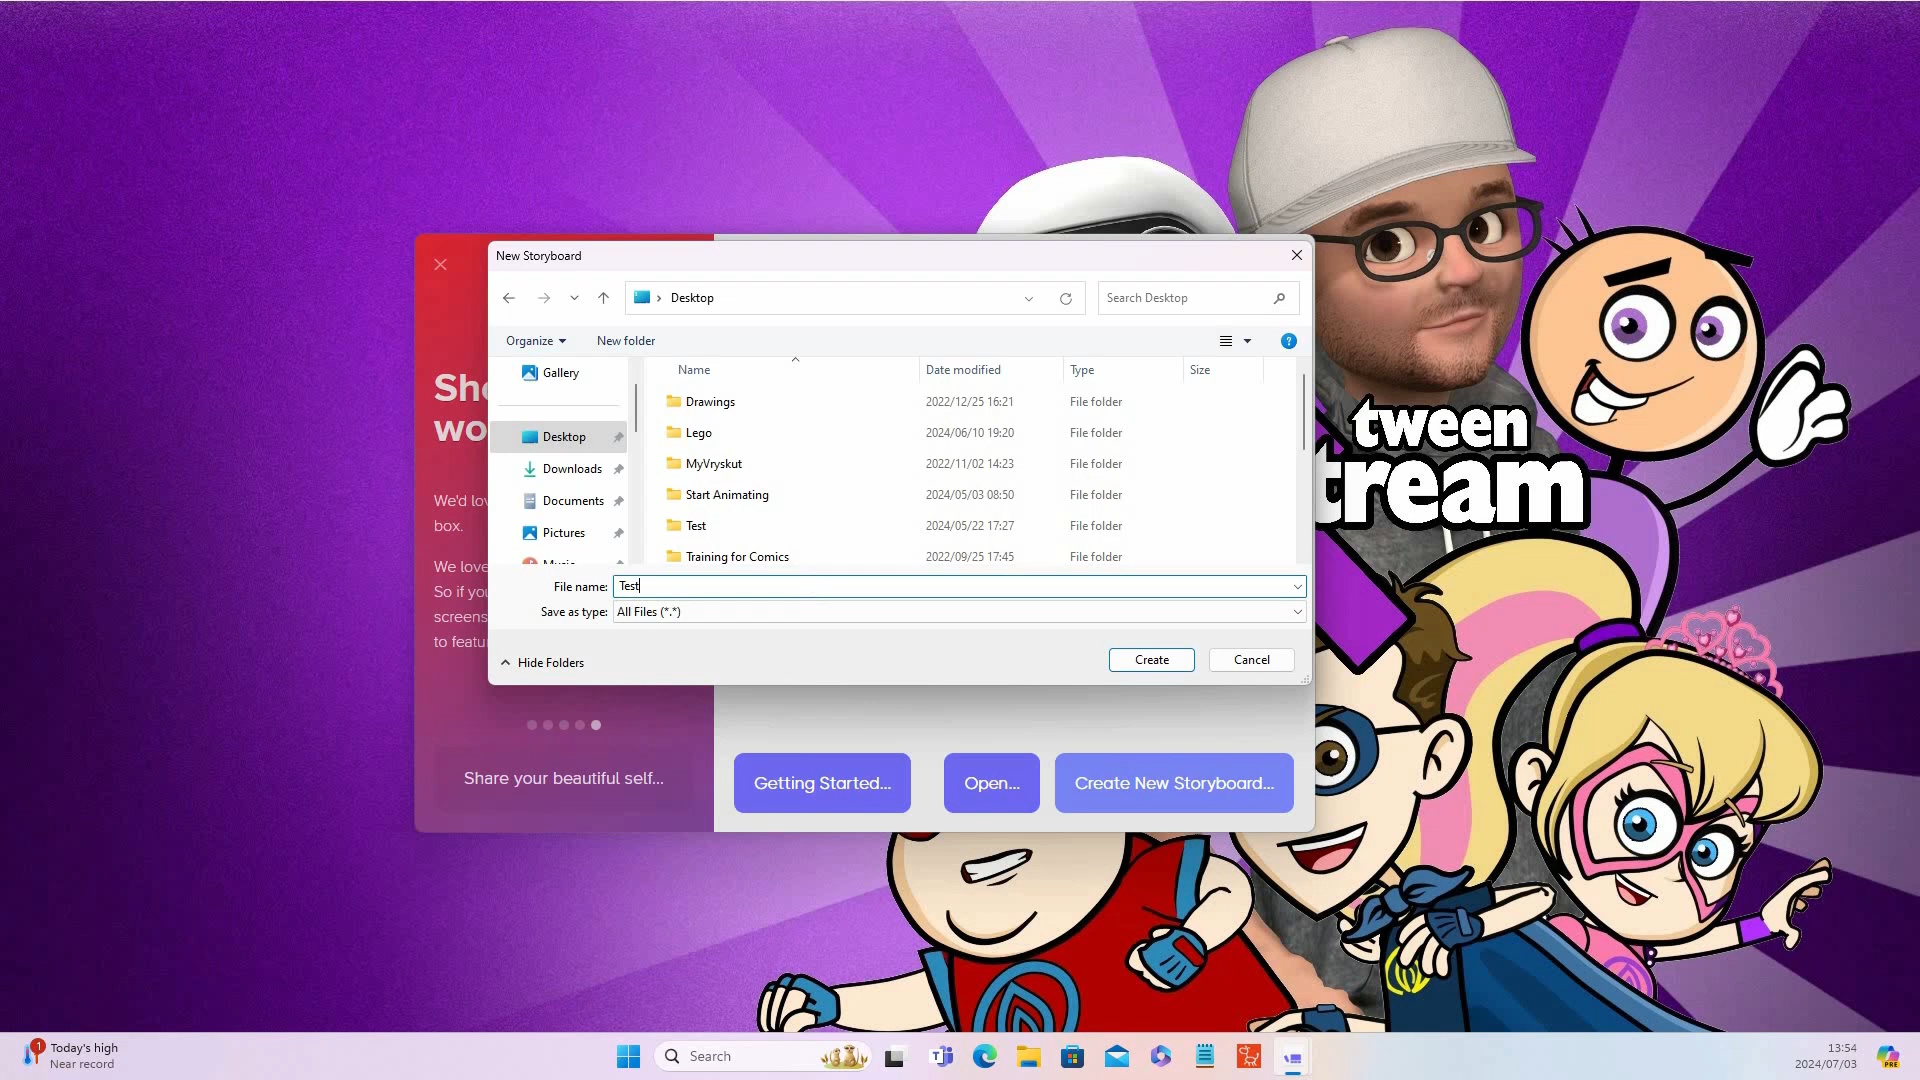 New Storyboard
Desktop
Search Desktop
Organize
New folder
Gallery
Desktop
Downloads
Documents
Pictures
Name
Date modified
Type
Size
Drawings 2022/12/25 16:21 File folder
Lego 2024/06/10 19:20 File folder
MyVryskut 2022/11/02 14:23 File folder
Start Animating 2024/05/03 08:50 File folder
Test 2024/05/22 17:27 File folder
Training for Comics 2022/09/25 17:45 File folder
File name: Test
Save as type: All Files (*.*)
Hide Folders
Create
Cancel
We'd lov
box.
We love
So if you
screens
to featu
Share your beautiful self...
Getting Started...
Open...
Create New Storyboard...
tween
tream
1
Today's high
Near record
Search
13:54
2024/07/03
PRE